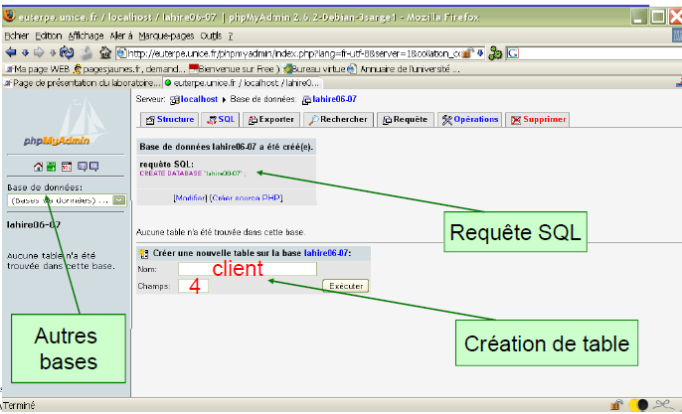 euterpe.unice.fr / localhost / lahire06-07 | phpMyAdmin 2.6.2-Debian-3sarge1 - Mozilla Firefox
Fichier Edition Affichage Aller à Marque-pages Outils ?
http://euterpe.unice.fr/phpmyadmin/index.php?lang=fr-utf-8&server=1&collation_co
Ma page WEB pagesjaunes.fr, demand... Bienvenue sur Free ) Bureau virtuel Annuaire de l'université ...
Page de présentation du laboratoire... euterpe.unice.fr / localhost / lahire0...
Serveur: localhost ▸ Base de données: lahire06-07
Structure SQL Exporter Rechercher Requête Opérations Supprimer
phpMyAdmin
Base de données lahire06-07 a été créé(e).
requête SQL:
CREATE DATABASE `lahire06-07`;
[Modifier] [Créer source PHP]
Base de données:
(Bases de données) ...
lahire06-07
Aucune table n'a été trouvée dans cette base.
Aucune table n'a été
trouvée dans cette base.
Créer une nouvelle table sur la base lahire06-07:
Nom: client
Champs: 4 Exécuter
Requête SQL
Autres
bases
Création de table
Terminé